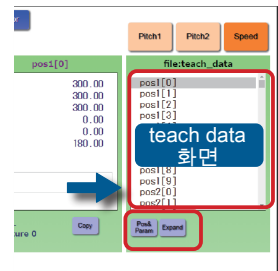 Pitch1 Pitch2 Speed
pos1[0]
300.00
300.00
300.00
0.00
0.00
180.00
ure 0
Copy
file:teach_data
pos1[0]
pos1[1]
pos1[2]
pos1[3]
teach data
화면
pos1[8]
pos1[9]
pos2[0]
pos2[1]
Pos&
Param
Expand